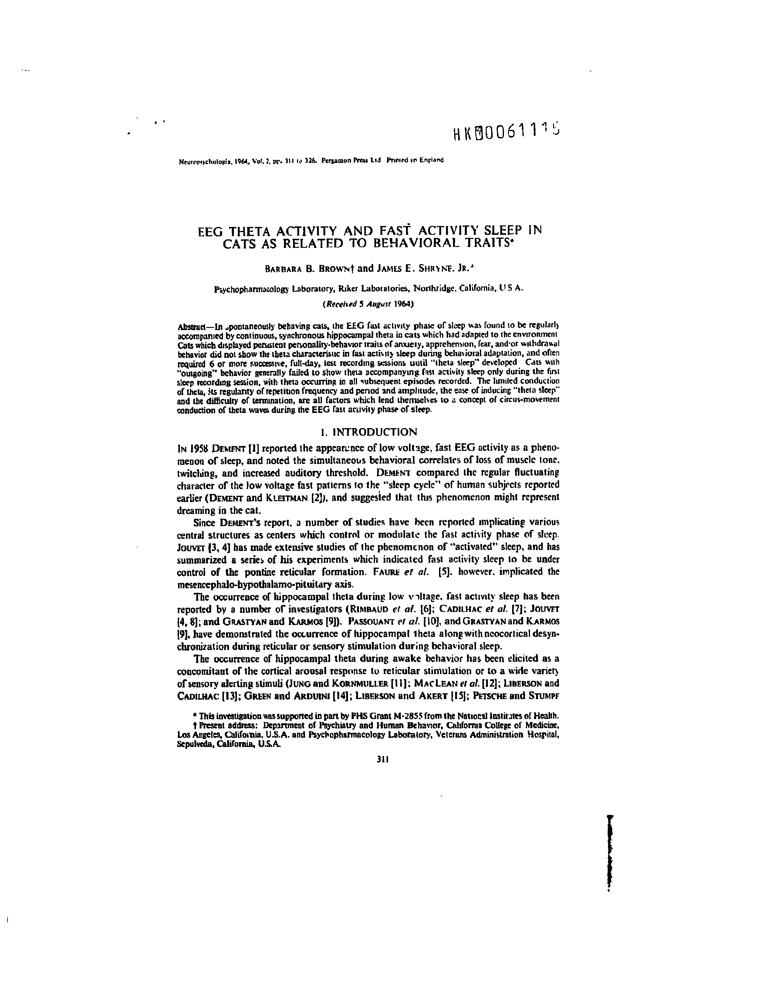 HK 0061115
Neuropsychologia, 1964, Vol. 2, pp. 311 to 326. Pergamon Press Ltd Printed in England
EEG THETA ACTIVITY AND FAST ACTIVITY SLEEP IN
CATS AS RELATED TO BEHAVIORAL TRAITS*
BARBARA B. BROWN† and JAMES E. SHRYNE, JR.*
Psychopharmacology Laboratory, Riker Laboratories, Northridge, California, U S A.
(Received 5 August 1964)
Abstract—In spontaneously behaving cats, the EEG fast activity phase of sleep was found to be regularly
accompanied by continuous, synchronous hippocampal theta in cats which had adapted to the environment
Cats which displayed persistent personality-behavior traits of anxiety, apprehension, fear, and/or withdrawal
behavior did not show the theta characteristic in fast activity sleep during behavioral adaptation, and often
required 6 or more successive, full-day, test recording sessions until "theta sleep" developed Cats with
"outgoing" behavior generally failed to show theta accompanying fast activity sleep only during the first
sleep recording session, with theta occurring in all subsequent episodes recorded. The limited conduction
of theta, its regularity of repetition frequency and period and amplitude, the ease of inducing "theta sleep"
and the difficulty of termination, are all factors which lend themselves to a concept of circus-movement
conduction of theta waves during the EEG fast activity phase of sleep.
1. INTRODUCTION
IN 1958 DEMENT [1] reported the appearance of low voltage, fast EEG activity as a pheno-
menon of sleep, and noted the simultaneous behavioral correlates of loss of muscle tone,
twitching, and increased auditory threshold. DEMENT compared the regular fluctuating
character of the low voltage fast patterns to the "sleep cycle" of human subjects reported
earlier (DEMENT and KLEITMAN [2]), and suggested that this phenomenon might represent
dreaming in the cat.
Since DEMENT'S report, a number of studies have been reported implicating various
central structures as centers which control or modulate the fast activity phase of sleep.
JOUVET [3, 4] has made extensive studies of the phenomenon of "activated" sleep, and has
summarized a series of his experiments which indicated fast activity sleep to be under
control of the pontine reticular formation. FAURE et al. [5], however, implicated the
mesencephalo-hypothalamo-pituitary axis.
The occurrence of hippocampal theta during low voltage, fast activity sleep has been
reported by a number of investigators (RIMBAUD et al. [6]; CADILHAC et al. [7]; JOUVET
[4, 8]; and GRASTYAN and KARMOS [9]). PASSOUANT et al. [10], and GRASTYAN and KARMOS
[9], have demonstrated the occurrence of hippocampal theta along with neocortical desyn-
chronization during reticular or sensory stimulation during behavioral sleep.
The occurrence of hippocampal theta during awake behavior has been elicited as a
concomitant of the cortical arousal response to reticular stimulation or to a wide variety
of sensory alerting stimuli (JUNG and KORNMULLER [11]; MACLEAN et al. [12]; LIBERSON and
CADILHAC [13]; GREEN and ARDUINI [14]; LIBERSON and AKERT [15]; PETSCHE and STUMPF
* This investigation was supported in part by PHS Grant M-2855 from the National Institutes of Health.
† Present address: Department of Psychiatry and Human Behavior, California College of Medicine,
Los Angeles, California, U.S.A. and Psychopharmacology Laboratory, Veterans Administration Hospital,
Sepulveda, California, U.S.A.
311